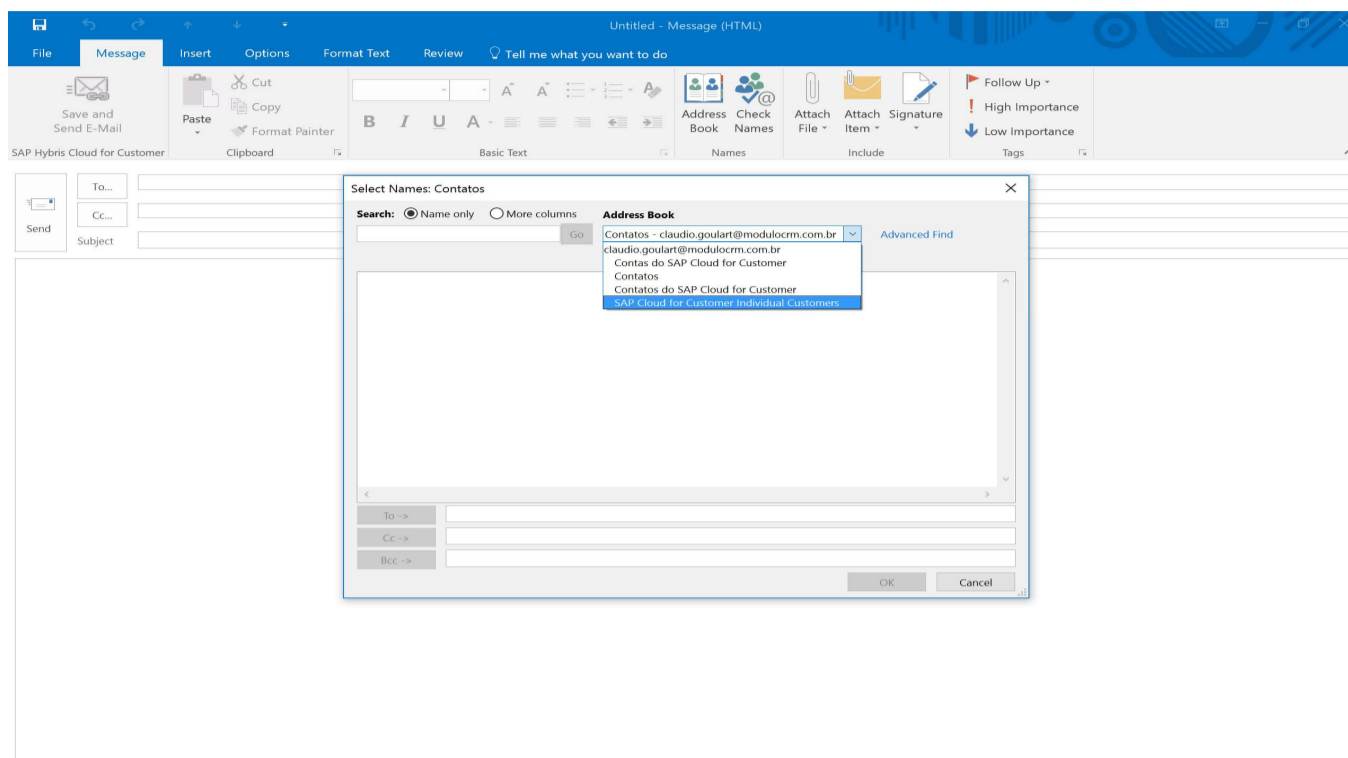 Untitled - Message (HTML)
File Message Insert Options Format Text Review Tell me what you want to do
Save and Send E-Mail
SAP Hybris Cloud for Customer
Paste
Cut
Copy
Format Painter
Clipboard
B I U A
Basic Text
Address Book
Check Names
Names
Attach File
Attach Item
Signature
Include
Follow Up
High Importance
Low Importance
Tags
Send
To...
Cc...
Subject
Select Names: Contatos
Search: Name only More columns Address Book
Go Contatos - claudio.goulart@modulocrm.com.br Advanced Find
claudio.goulart@modulocrm.com.br
Contas do SAP Cloud for Customer
Contatos
Contatos do SAP Cloud for Customer
SAP Cloud for Customer Individual Customers
To ->
Cc ->
Bcc ->
OK Cancel